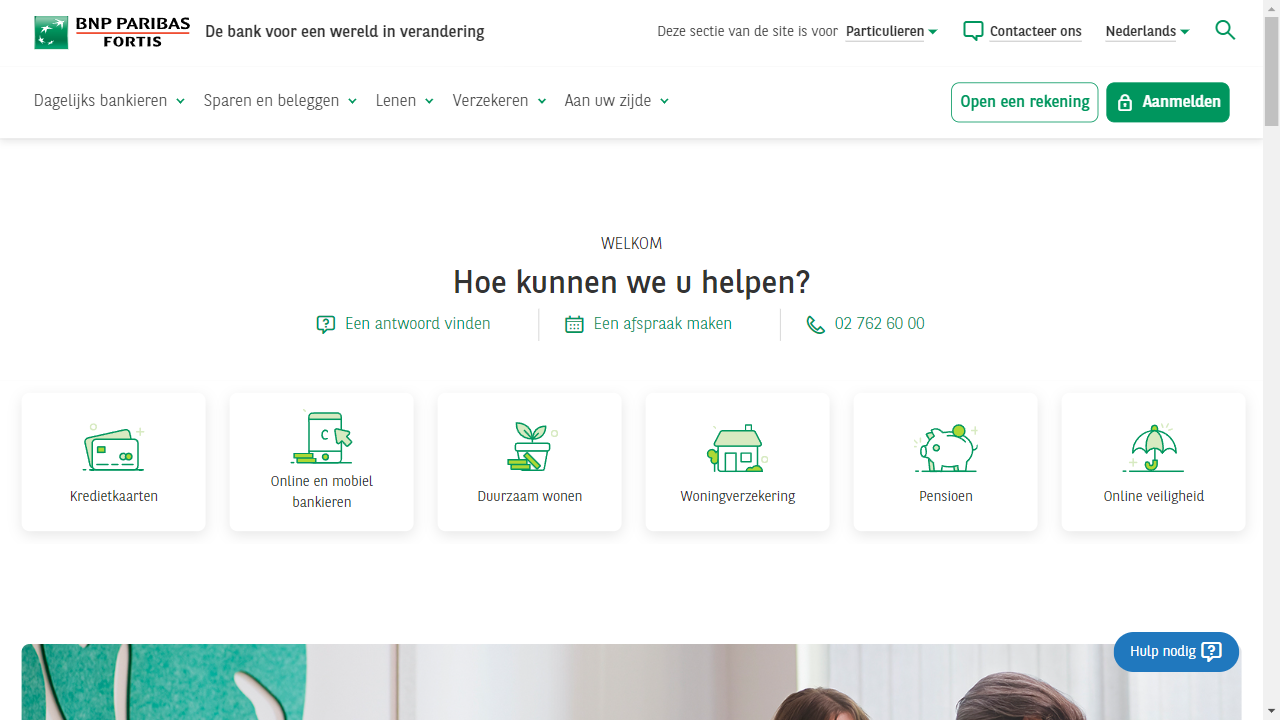 BNP PARIBAS
FORTIS
De bank voor een wereld in verandering
Deze sectie van de site is voor Particulieren
Contacteer ons
Nederlands
Dagelijks bankieren
Sparen en beleggen
Lenen
Verzekeren
Aan uw zijde
Open een rekening
Aanmelden
WELKOM
Hoe kunnen we u helpen?
Een antwoord vinden
Een afspraak maken
02 762 60 00
Kredietkaarten
Online en mobiel
bankieren
Duurzaam wonen
Woningverzekering
Pensioen
Online veiligheid
Hulp nodig